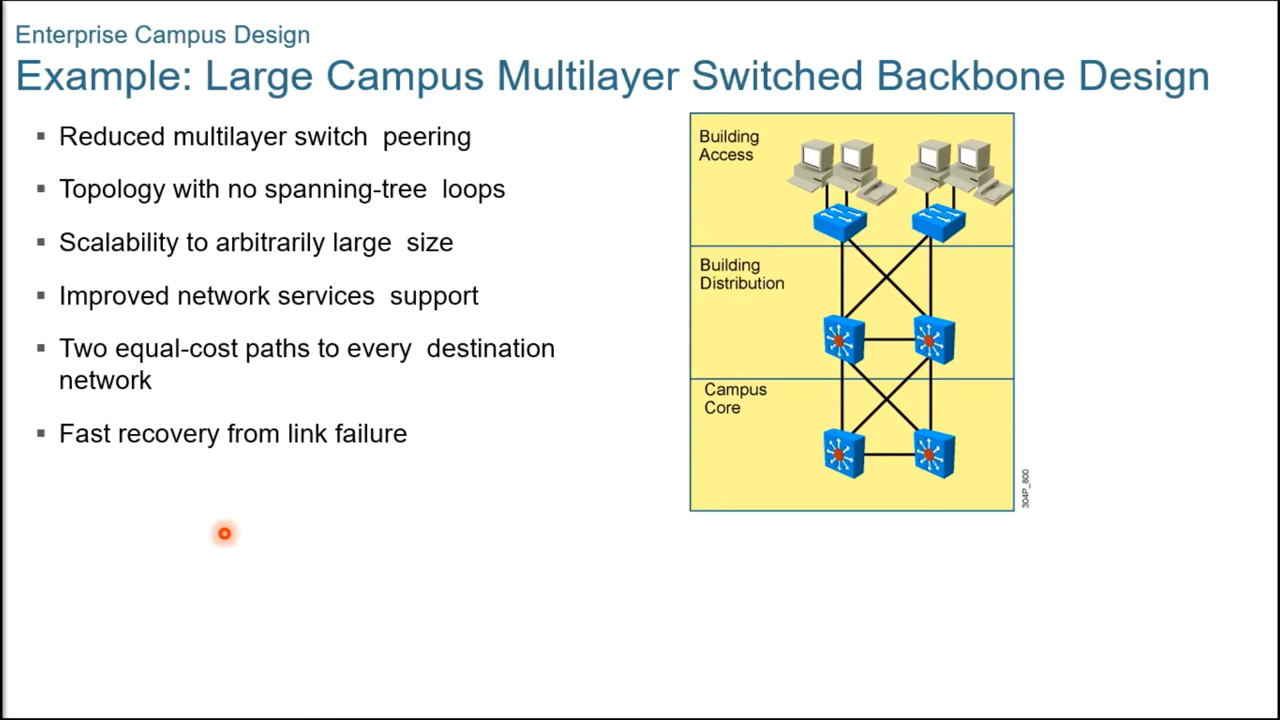 Enterprise Campus Design
Example: Large Campus Multilayer Switched Backbone Design
Reduced multilayer switch peering
Topology with no spanning-tree loops
Scalability to arbitrarily large size
Improved network services support
Two equal-cost paths to every destination
network
Fast recovery from link failure
Building
Access
Building
Distribution
Campus
Core
304P_800